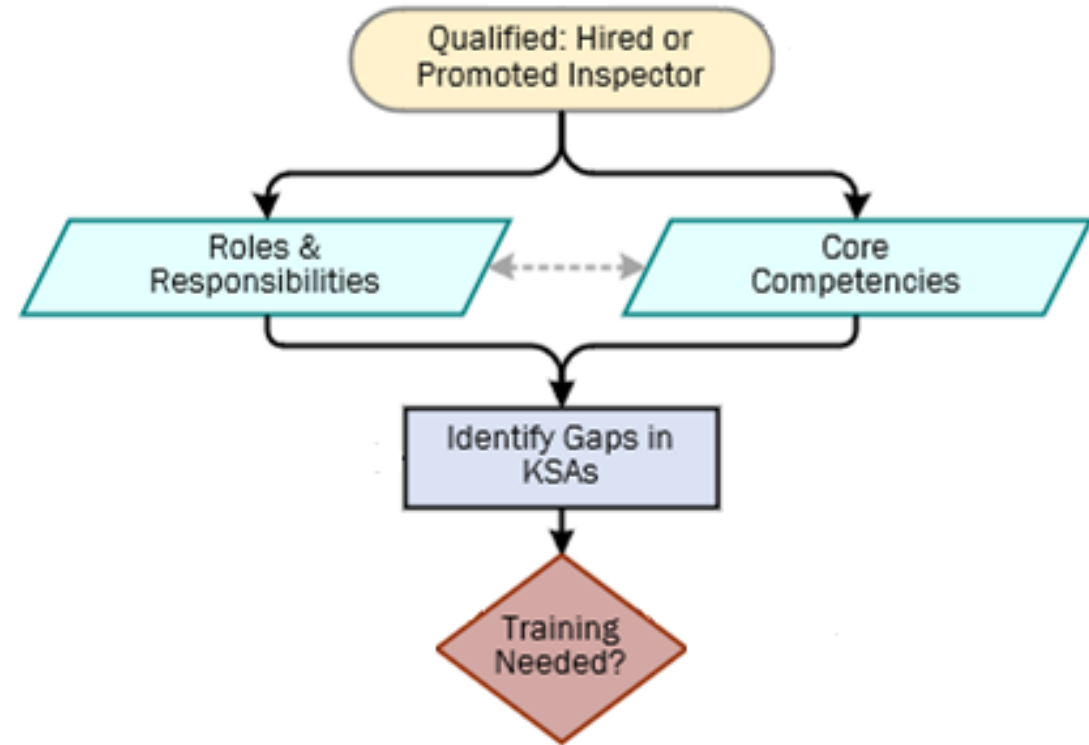 Qualified: Hired or
Promoted Inspector
Roles &
Responsibilities
Core
Competencies
Identify Gaps in
KSAs
Training
Needed?